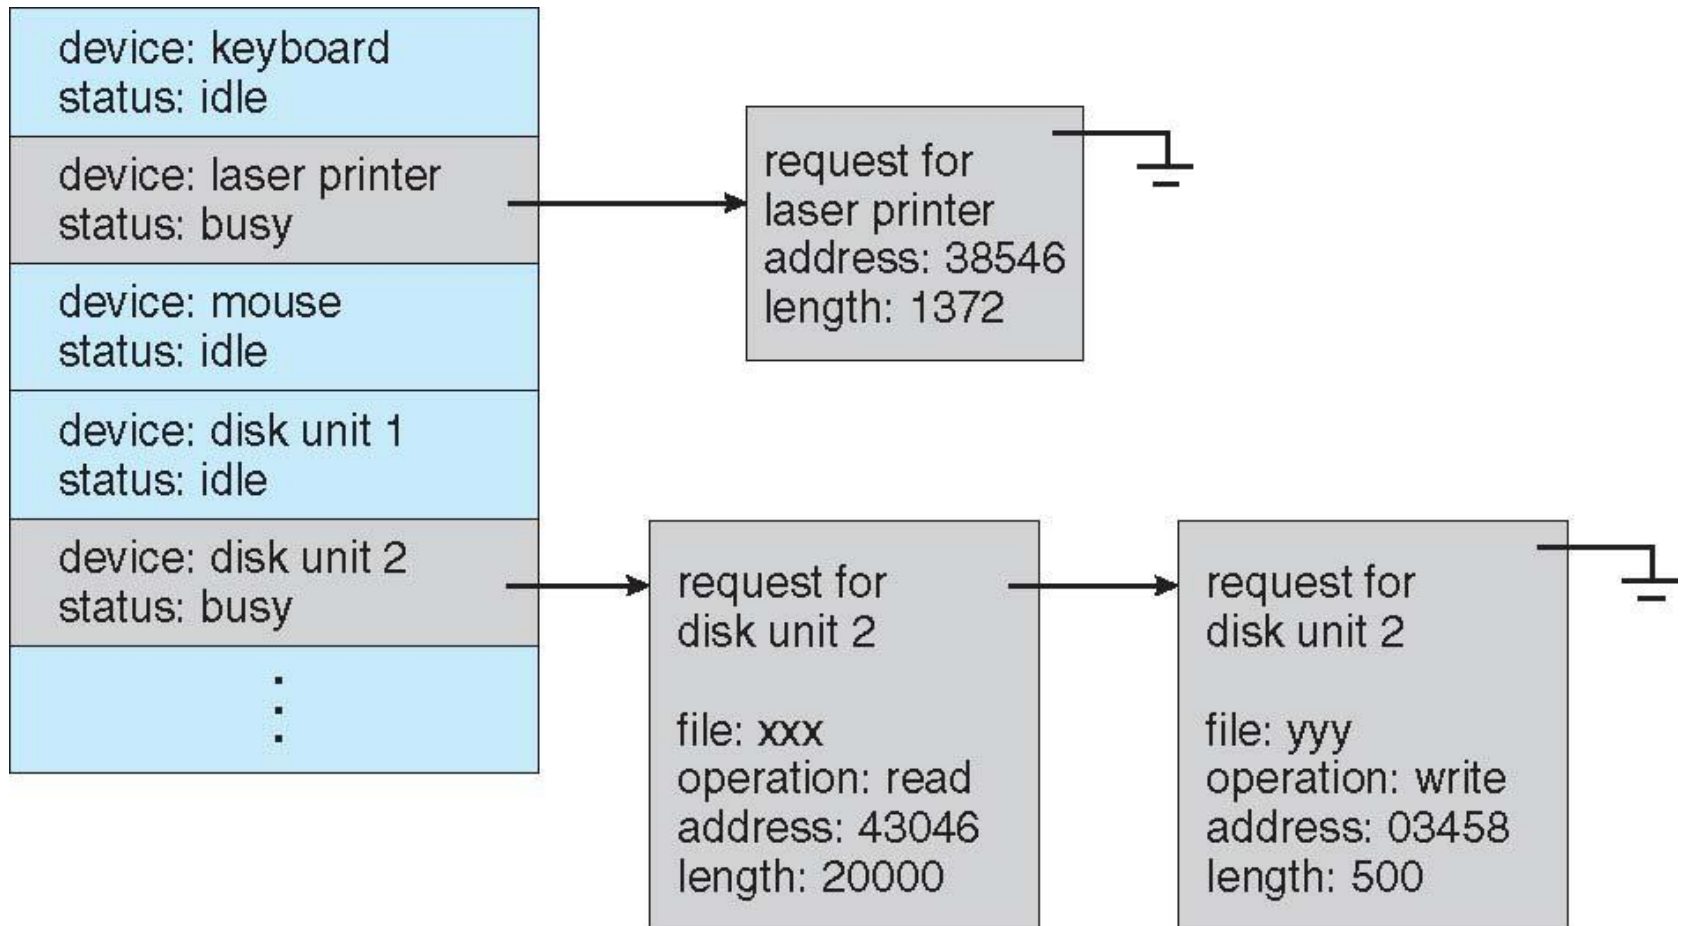 device: keyboard
status: idle
device: laser printer
status: busy
device: mouse
status: idle
device: disk unit 1
status: idle
device: disk unit 2
status: busy
request for
laser printer
address: 38546
length: 1372
request for
disk unit 2
file: xxx
operation: read
address: 43046
length: 20000
request for
disk unit 2
file: yyy
operation: write
address: 03458
length: 500